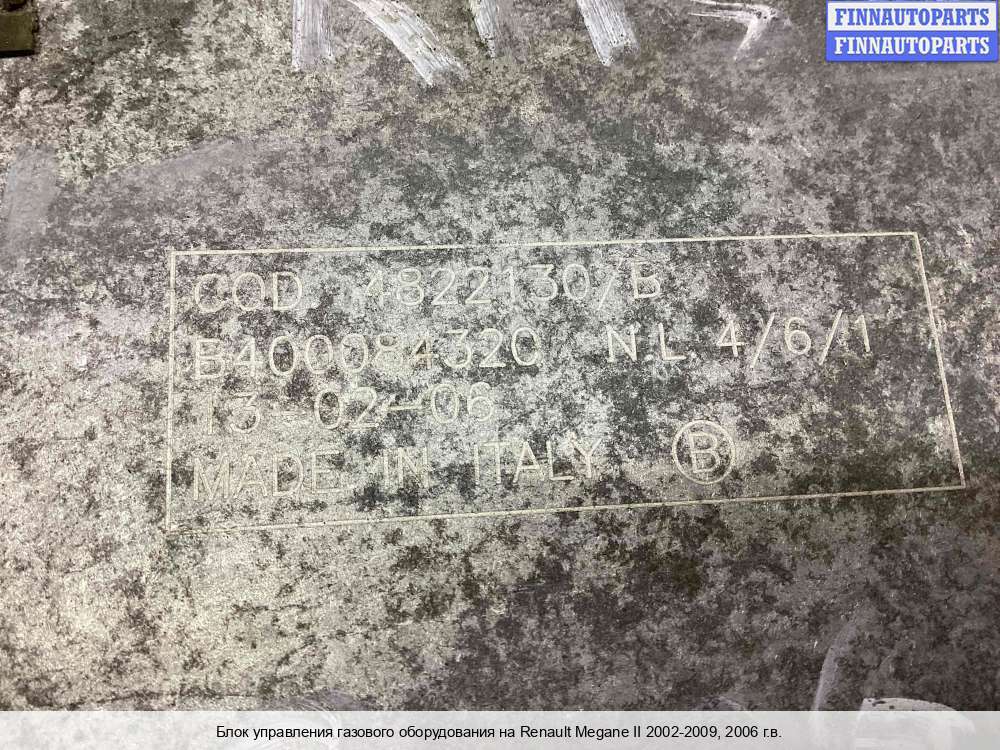 FINNAUTOPARTS
FINNAUTOPARTS
COD. 4822130/B
B400084320 N.L. 4/6/1
13-02-06
MADE IN ITALY B
Блок управления газового оборудования на Renault Megane II 2002-2009, 2006 г.в.